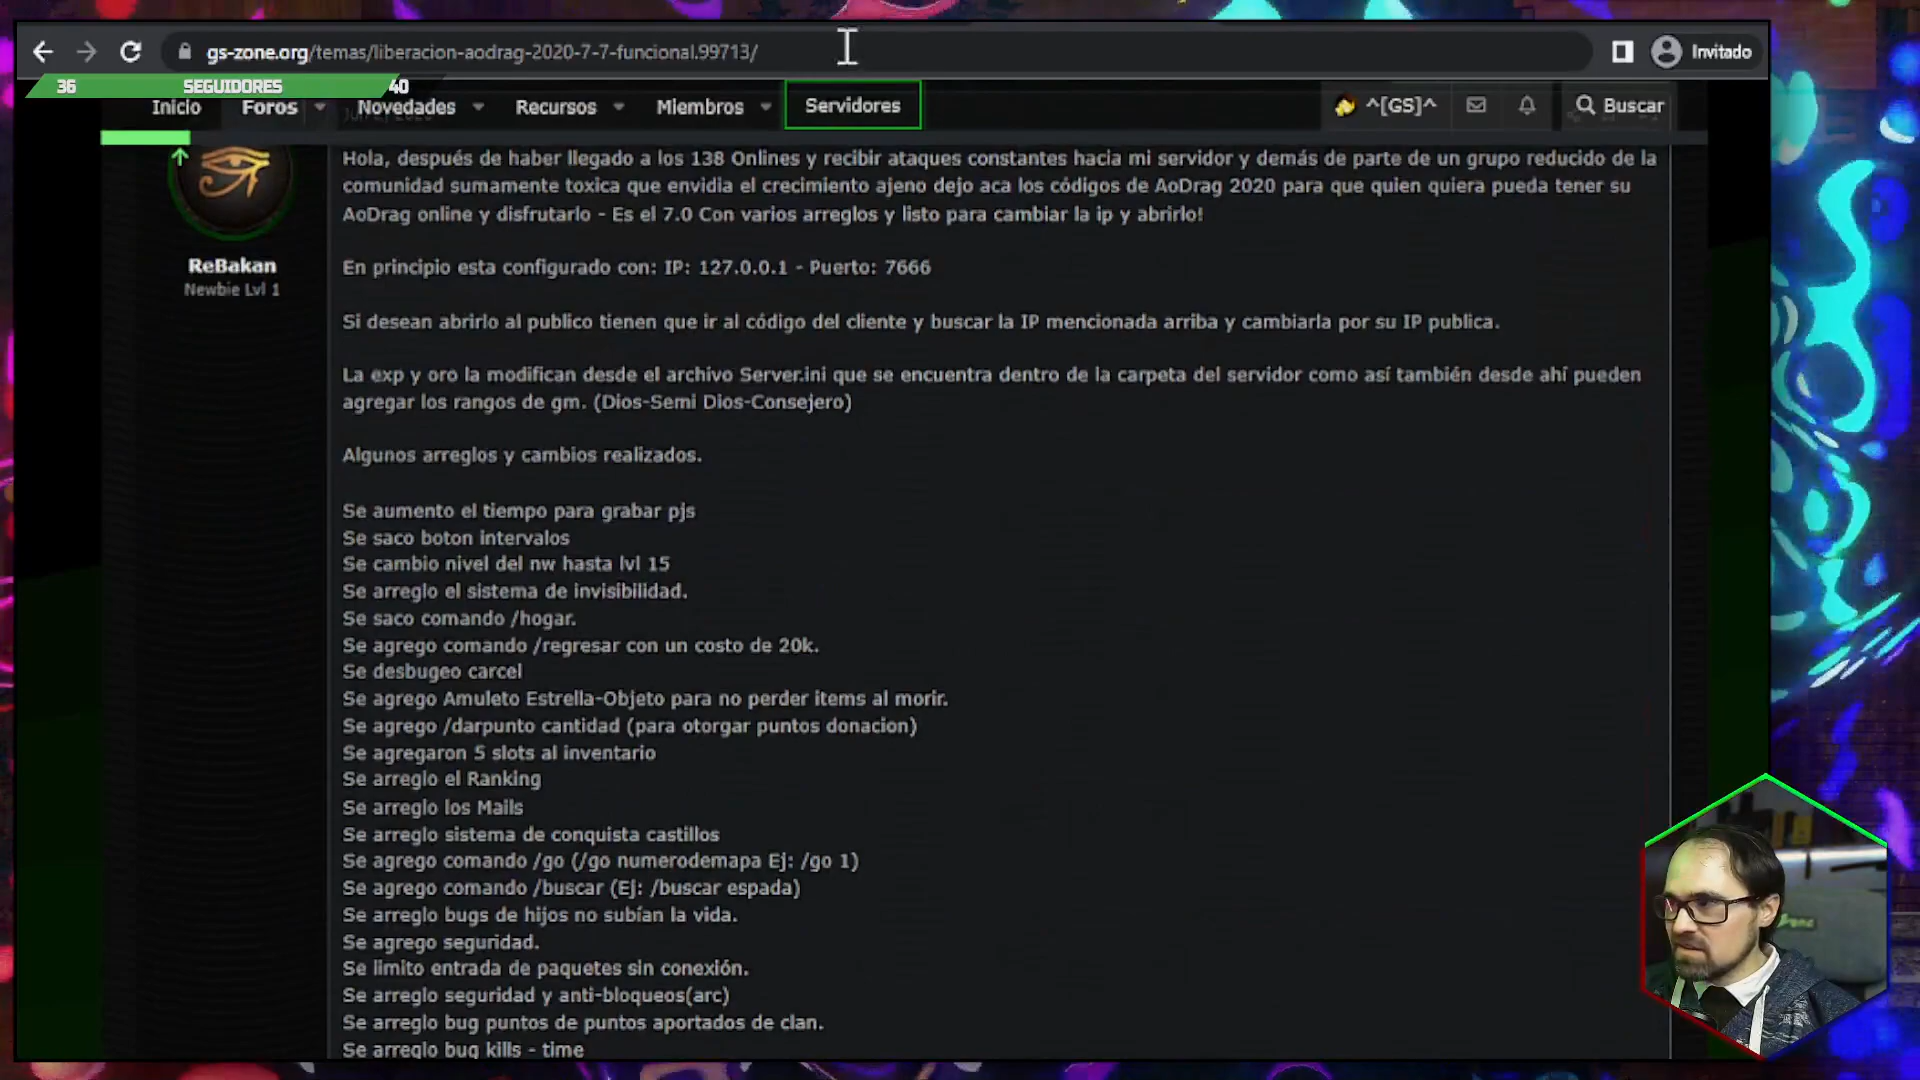 gs-zone.org/temas/liberacion-aodrag-2020-7-7-funcional.99713/
Invitado
36 SEGUIDORES 40
Inicio Foros Novedades Recursos Miembros Servidores ^[GS]^ Buscar
Hola, después de haber llegado a los 138 Onlines y recibir ataques constantes hacia mi servidor y demás de parte de un grupo reducido de la
comunidad sumamente toxica que envidia el crecimiento ajeno dejo aca los códigos de AoDrag 2020 para que quien quiera pueda tener su
AoDrag online y disfrutarlo - Es el 7.0 Con varios arreglos y listo para cambiar la ip y abrirlo!
ReBakan
Newbie Lvl 1
En principio esta configurado con: IP: 127.0.0.1 - Puerto: 7666
Si desean abrirlo al publico tienen que ir al código del cliente y buscar la IP mencionada arriba y cambiarla por su IP publica.
La exp y oro la modifican desde el archivo Server.ini que se encuentra dentro de la carpeta del servidor como así también desde ahí pueden
agregar los rangos de gm. (Dios-Semi Dios-Consejero)
Algunos arreglos y cambios realizados.
Se aumento el tiempo para grabar pjs
Se saco boton intervalos
Se cambio nivel del nw hasta lvl 15
Se arreglo el sistema de invisibilidad.
Se saco comando /hogar.
Se agrego comando /regresar con un costo de 20k.
Se desbugeo carcel
Se agrego Amuleto Estrella-Objeto para no perder items al morir.
Se agrego /darpunto cantidad (para otorgar puntos donacion)
Se agregaron 5 slots al inventario
Se arreglo el Ranking
Se arreglo los Mails
Se arreglo sistema de conquista castillos
Se agrego comando /go (/go numerodemapa Ej: /go 1)
Se agrego comando /buscar (Ej: /buscar espada)
Se arreglo bugs de hijos no subían la vida.
Se agrego seguridad.
Se limito entrada de paquetes sin conexión.
Se arreglo seguridad y anti-bloqueos(arc)
Se arreglo bug puntos de puntos aportados de clan.
Se arreglo bug kills - time